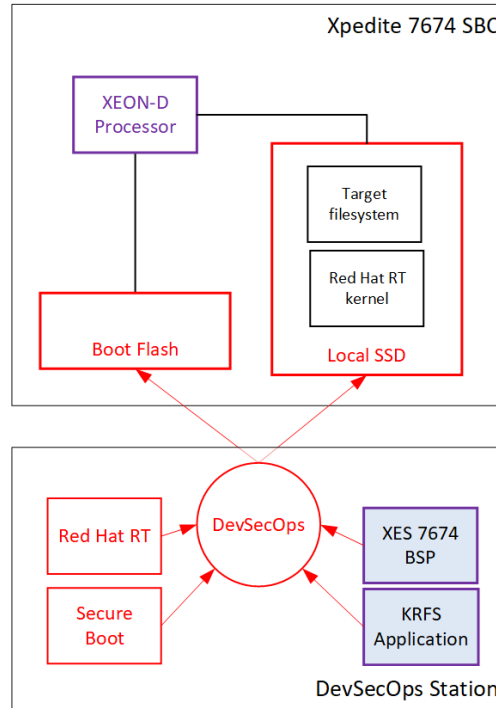 Xpedite 7674 SBC
XEON-D
Processor
Target
filesystem
Red Hat RT
kernel
Boot Flash
Local SSD
DevSecOps
Red Hat RT
XES 7674
BSP
Secure
Boot
KRFS
Application
DevSecOps Station